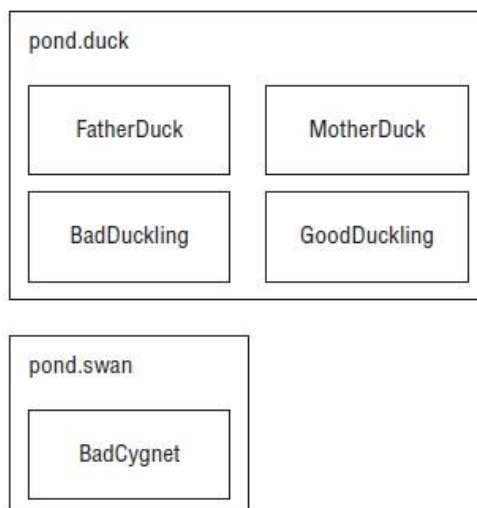 pond.duck
FatherDuck MotherDuck
BadDuckling GoodDuckling
pond.swan
BadCygnet